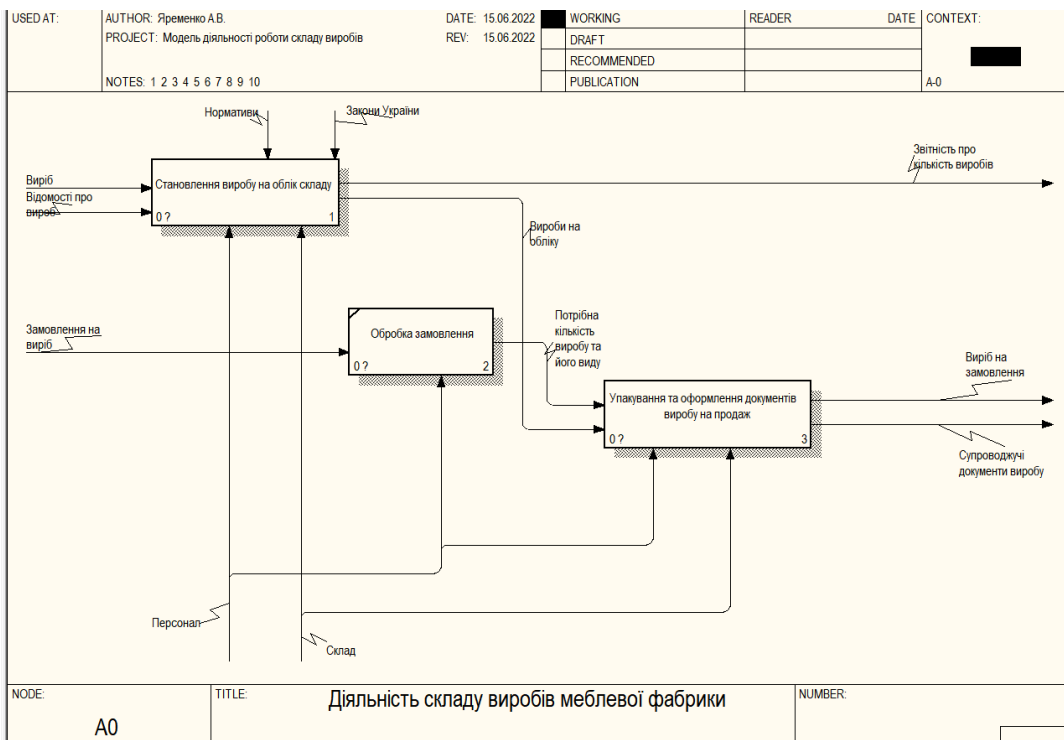 USED AT:
AUTHOR: Яременко А.В.
DATE: 15.06.2022
WORKING
READER
DATE
CONTEXT:
PROJECT: Модель діяльності роботи складу виробів
REV: 15.06.2022
DRAFT
RECOMMENDED
NOTES: 1 2 3 4 5 6 7 8 9 10
PUBLICATION
A-0
Нормативи
Закони України
Звітність про
кількість виробів
Виріб
Відомості про
вироб
Становлення виробу на облік складу
0 ?
1
Вироби на
обліку
Замовлення на
виріб
Обробка замовлення
0 ?
2
Потрібна
кількість
виробу та
його виду
Виріб на
замовлення
Упакування та оформлення документів
виробу на продаж
0 ?
3
Супроводжучі
документи виробу
Персонал
Склад
NODE:
TITLE:
Діяльність складу виробів меблевої фабрики
NUMBER:
A0